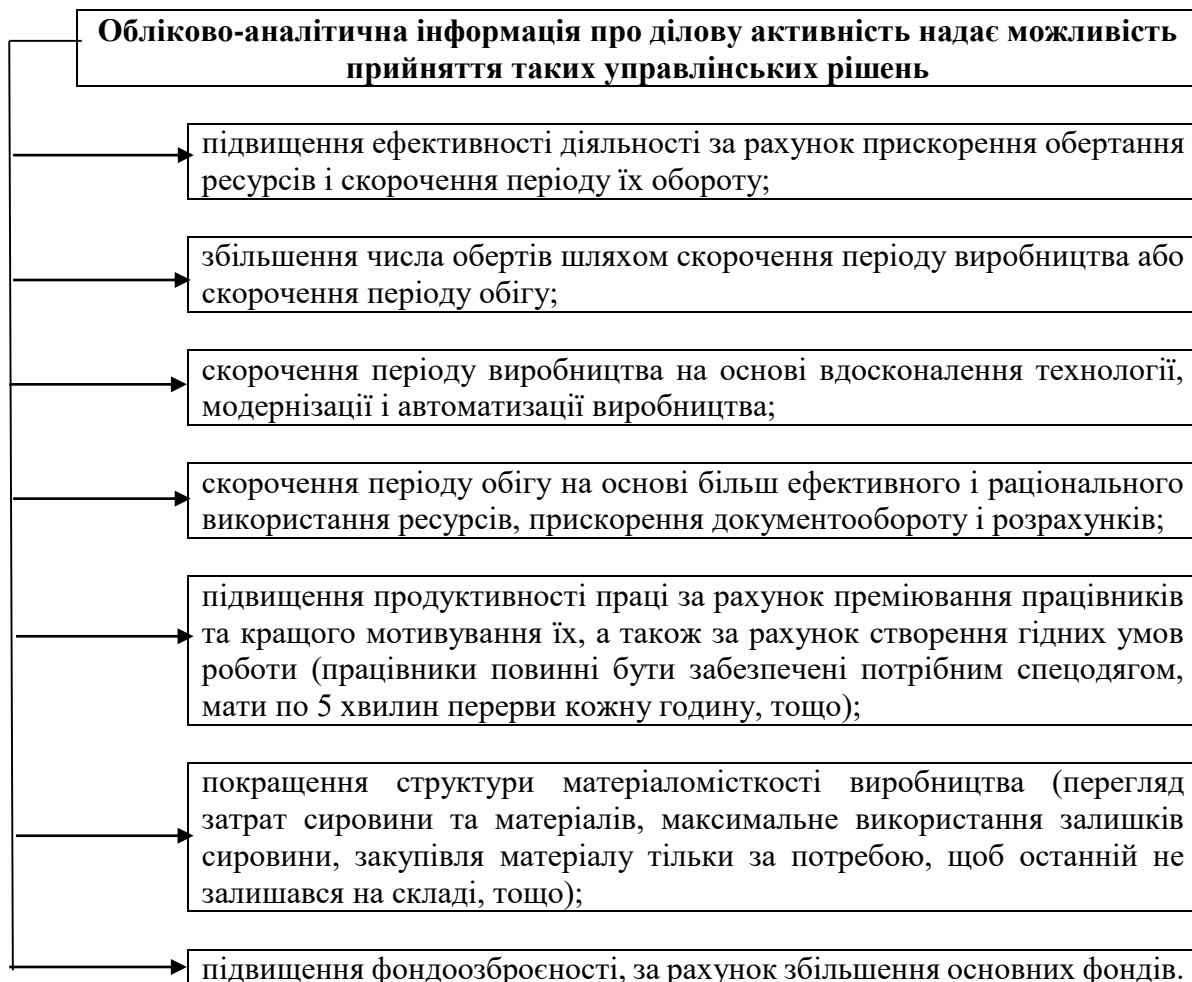 Обліково-аналітична інформація про ділову активність надає можливість
прийняття таких управлінських рішень
підвищення ефективності діяльності за рахунок прискорення обертання
ресурсів і скорочення періоду їх обороту;
збільшення числа обертів шляхом скорочення періоду виробництва або
скорочення періоду обігу;
скорочення періоду виробництва на основі вдосконалення технології,
модернізації і автоматизації виробництва;
скорочення періоду обігу на основі більш ефективного і раціонального
використання ресурсів, прискорення документообороту і розрахунків;
підвищення продуктивності праці за рахунок преміювання працівників
та кращого мотивування їх, а також за рахунок створення гідних умов
роботи (працівники повинні бути забезпечені потрібним спецодягом,
мати по 5 хвилин перерви кожну годину, тощо);
покращення структури матеріаломісткості виробництва (перегляд
затрат сировини та матеріалів, максимальне використання залишків
сировини, закупівля матеріалу тільки за потребою, щоб останній не
залишався на складі, тощо);
підвищення фондоозброєності, за рахунок збільшення основних фондів.